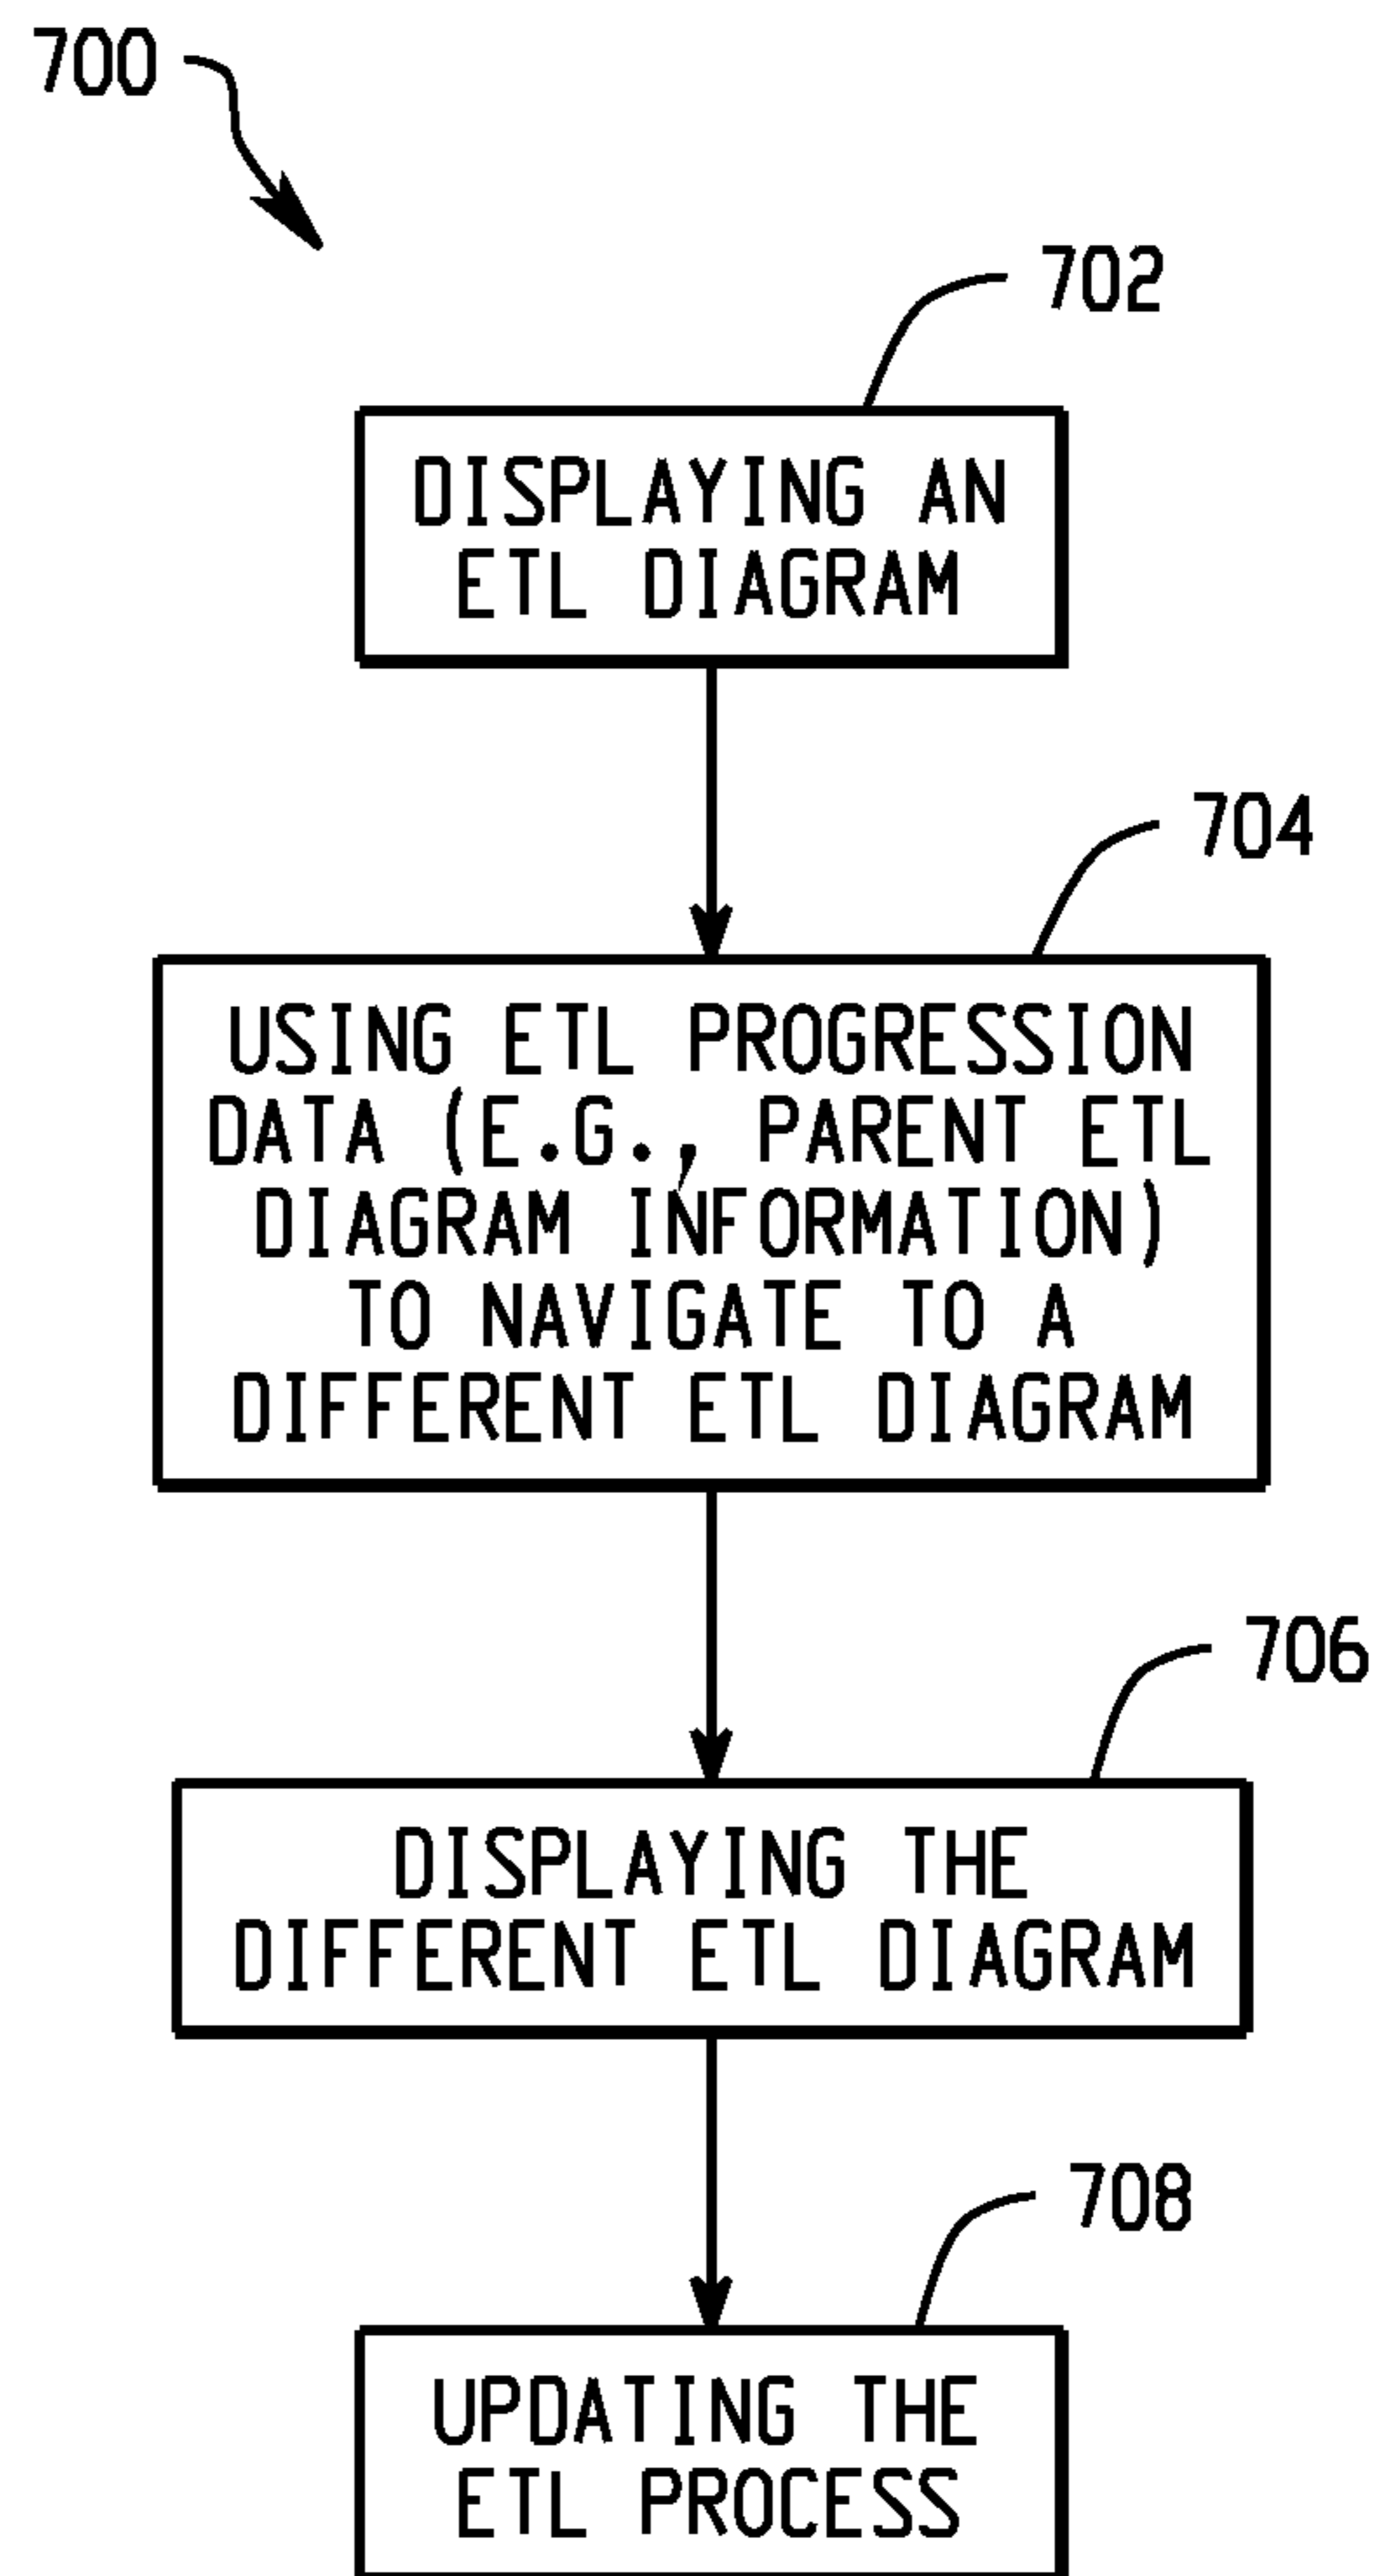 700
702
DISPLAYING AN
ETL DIAGRAM
704
USING ETL PROGRESSION
DATA (E.G., PARENT ETL
DIAGRAM INFORMATION)
TO NAVIGATE TO A
DIFFERENT ETL DIAGRAM
706
DISPLAYING THE
DIFFERENT ETL DIAGRAM
708
UPDATING THE
ETL PROCESS